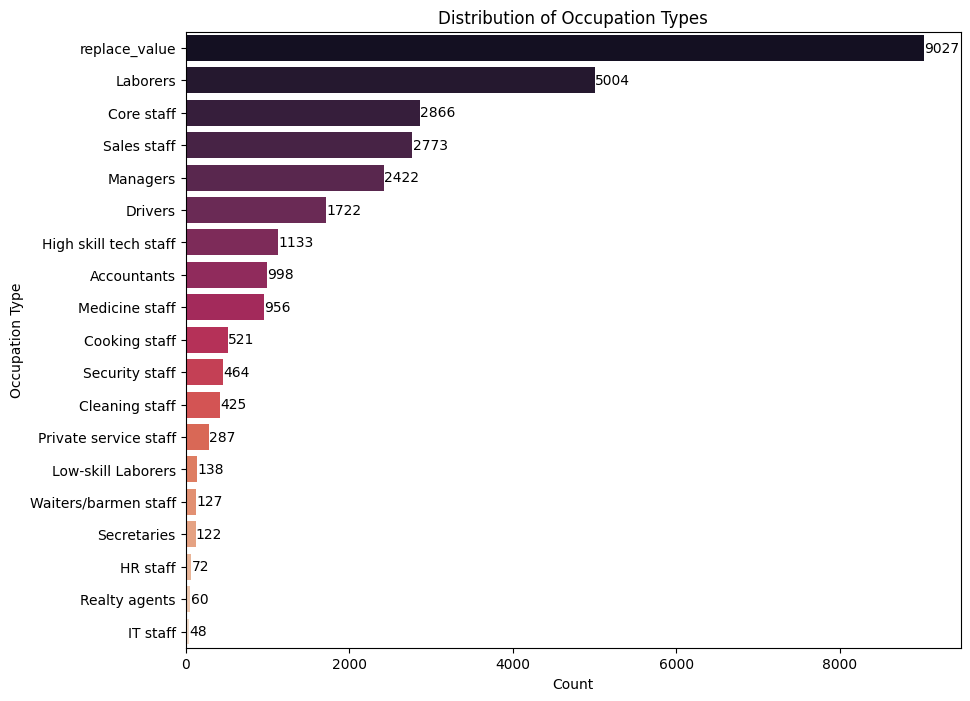 Distribution of Occupation Types
Occupation Type
replace_value 9027
Laborers 5004
Core staff 2866
Sales staff 2773
Managers 2422
Drivers 1722
High skill tech staff 1133
Accountants 998
Medicine staff 956
Cooking staff 521
Security staff 464
Cleaning staff 425
Private service staff 287
Low-skill Laborers 138
Waiters/barmen staff 127
Secretaries 122
HR staff 72
Realty agents 60
IT staff 48
0 2000 4000 6000 8000
Count